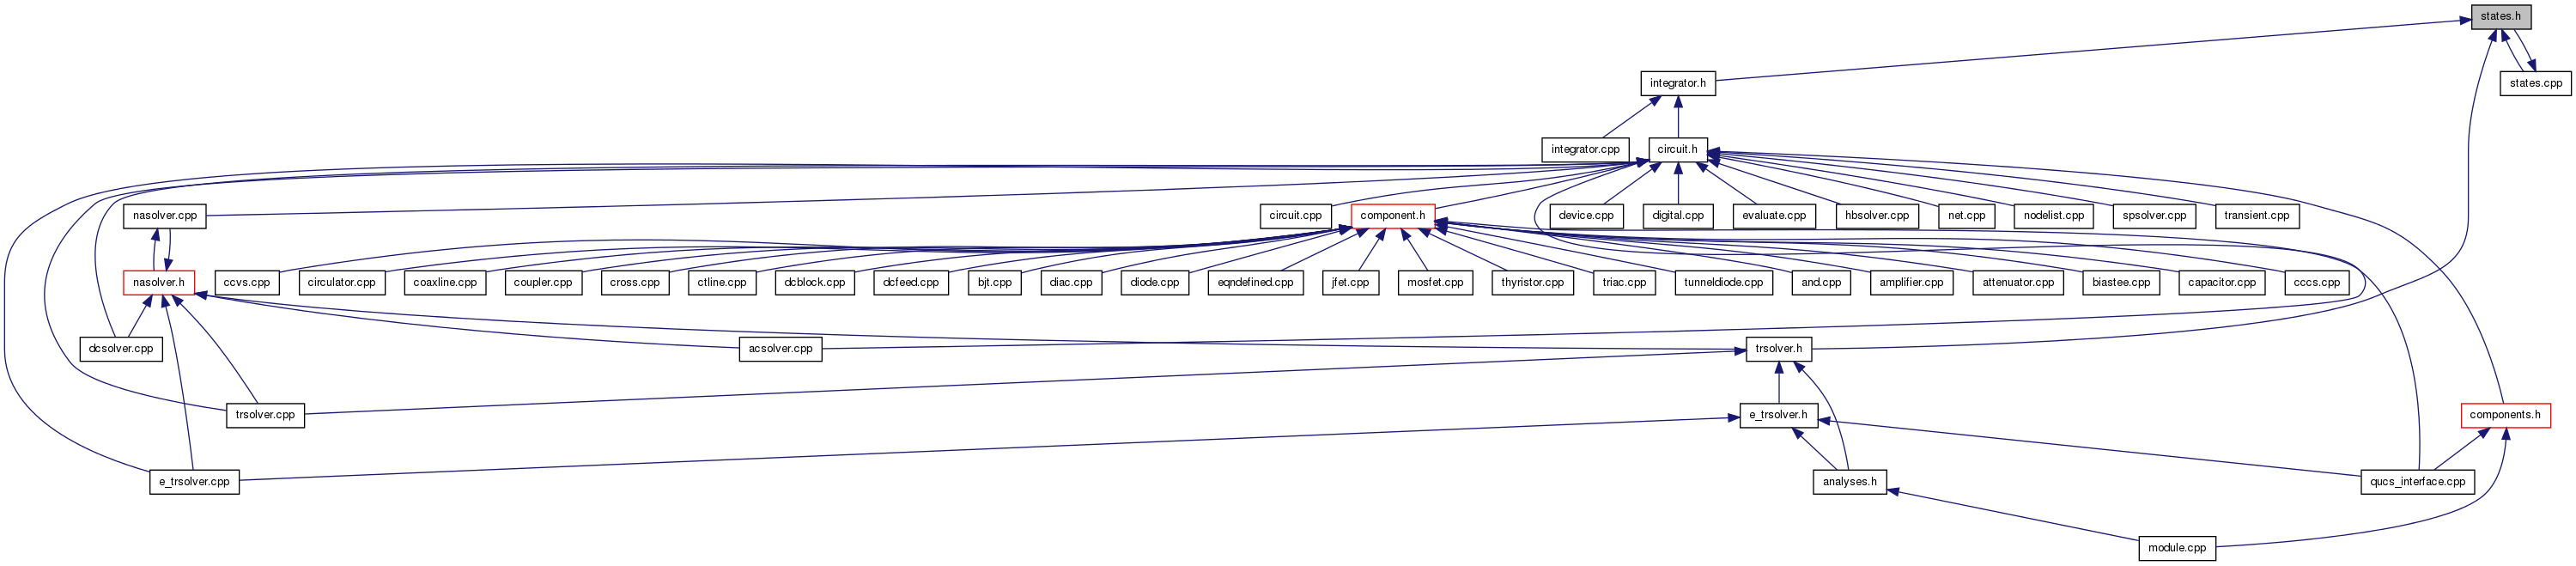 states.h
integrator.h
states.cpp
integrator.cpp
circuit.h
nasolver.cpp
circuit.cpp
component.h
device.cpp
digital.cpp
evaluate.cpp
hbsolver.cpp
net.cpp
nodelist.cpp
spsolver.cpp
transient.cpp
nasolver.h
ccvs.cpp
circulator.cpp
coaxline.cpp
coupler.cpp
cross.cpp
ctline.cpp
dcblock.cpp
dcfeed.cpp
bjt.cpp
diac.cpp
diode.cpp
eqndefined.cpp
jfet.cpp
mosfet.cpp
thyristor.cpp
triac.cpp
tunneldiode.cpp
and.cpp
amplifier.cpp
attenuator.cpp
biastee.cpp
capacitor.cpp
cccs.cpp
dcsolver.cpp
acsolver.cpp
trsolver.h
trsolver.cpp
e_trsolver.h
components.h
e_trsolver.cpp
analyses.h
qucs_interface.cpp
module.cpp